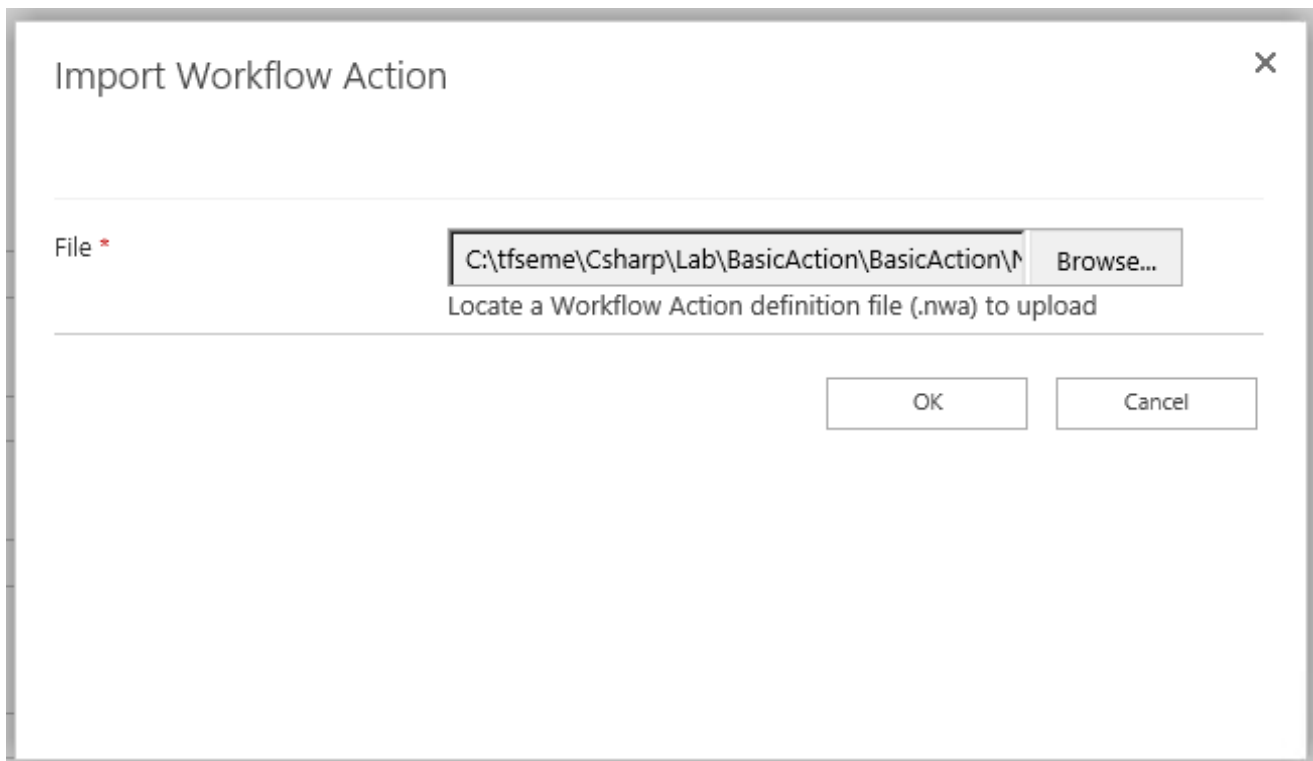 Import Workflow Action
File *
C:\tfseme\Csharp\Lab\BasicAction\BasicAction\ Browse...
Locate a Workflow Action definition file (.nwa) to upload
OK Cancel